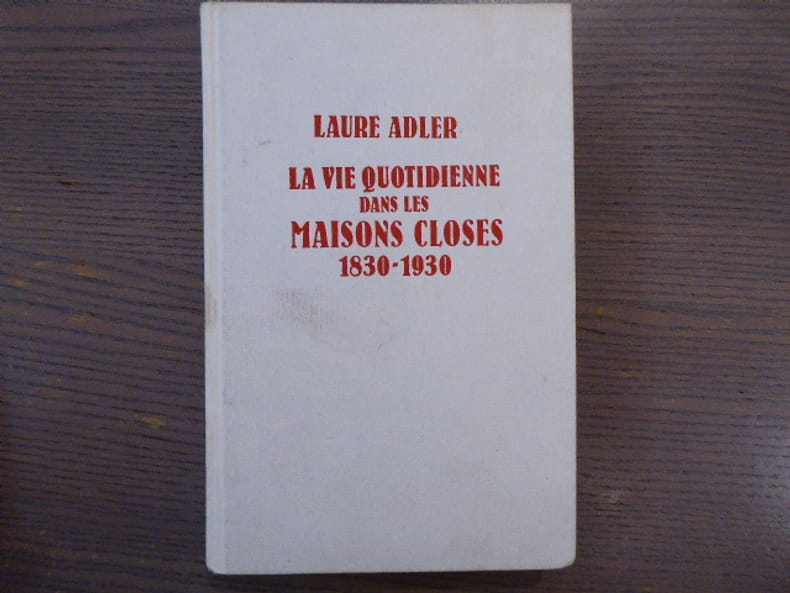 LAURE ADLER
LA VIE QUOTIDIENNE
DANS LES
MAISONS CLOSES
1830-1930